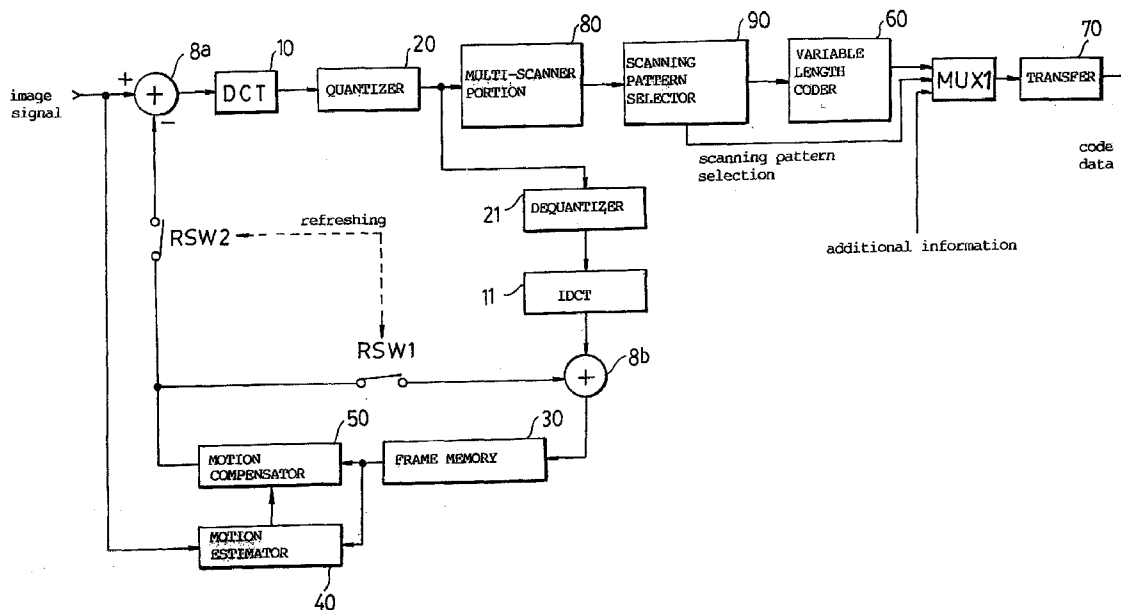 8a
10
20
80
90
60
70
+
+
−
image
signal
DCT
QUANTIZER
MULTI-SCANNER
PORTION
SCANNING
PATTERN
SELECTOR
VARIABLE
LENGTH
CODER
MUX1
TRANSFER
scanning pattern
selection
code
data
21
DEQUANTIZER
refreshing
RSW2
additional information
11
IDCT
RSW1
+
8b
50
30
MOTION
COMPENSATOR
FRAME MEMORY
MOTION
ESTIMATOR
40